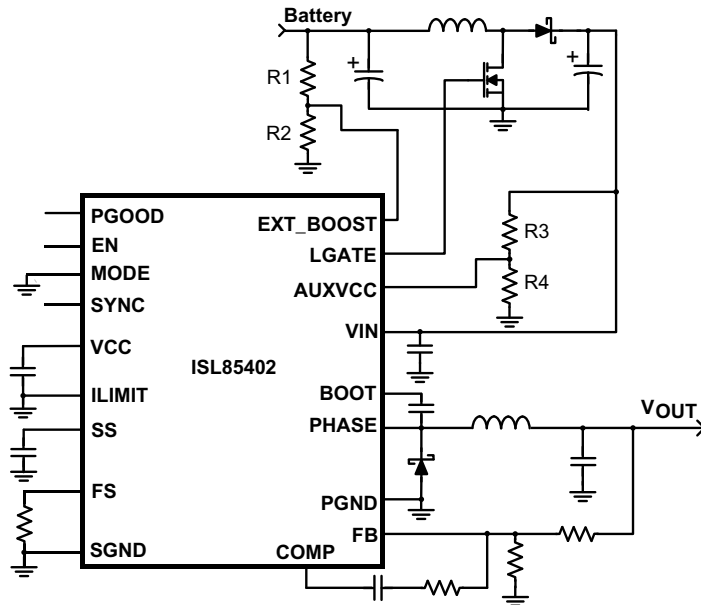 Battery
R1
R2
PGOOD
EN
MODE
SYNC
VCC
ILIMIT
SS
FS
SGND
ISL85402
EXT_BOOST
LGATE
AUXVCC
VIN
BOOT
PHASE
PGND
FB
COMP
+
+
R3
R4
VOUT